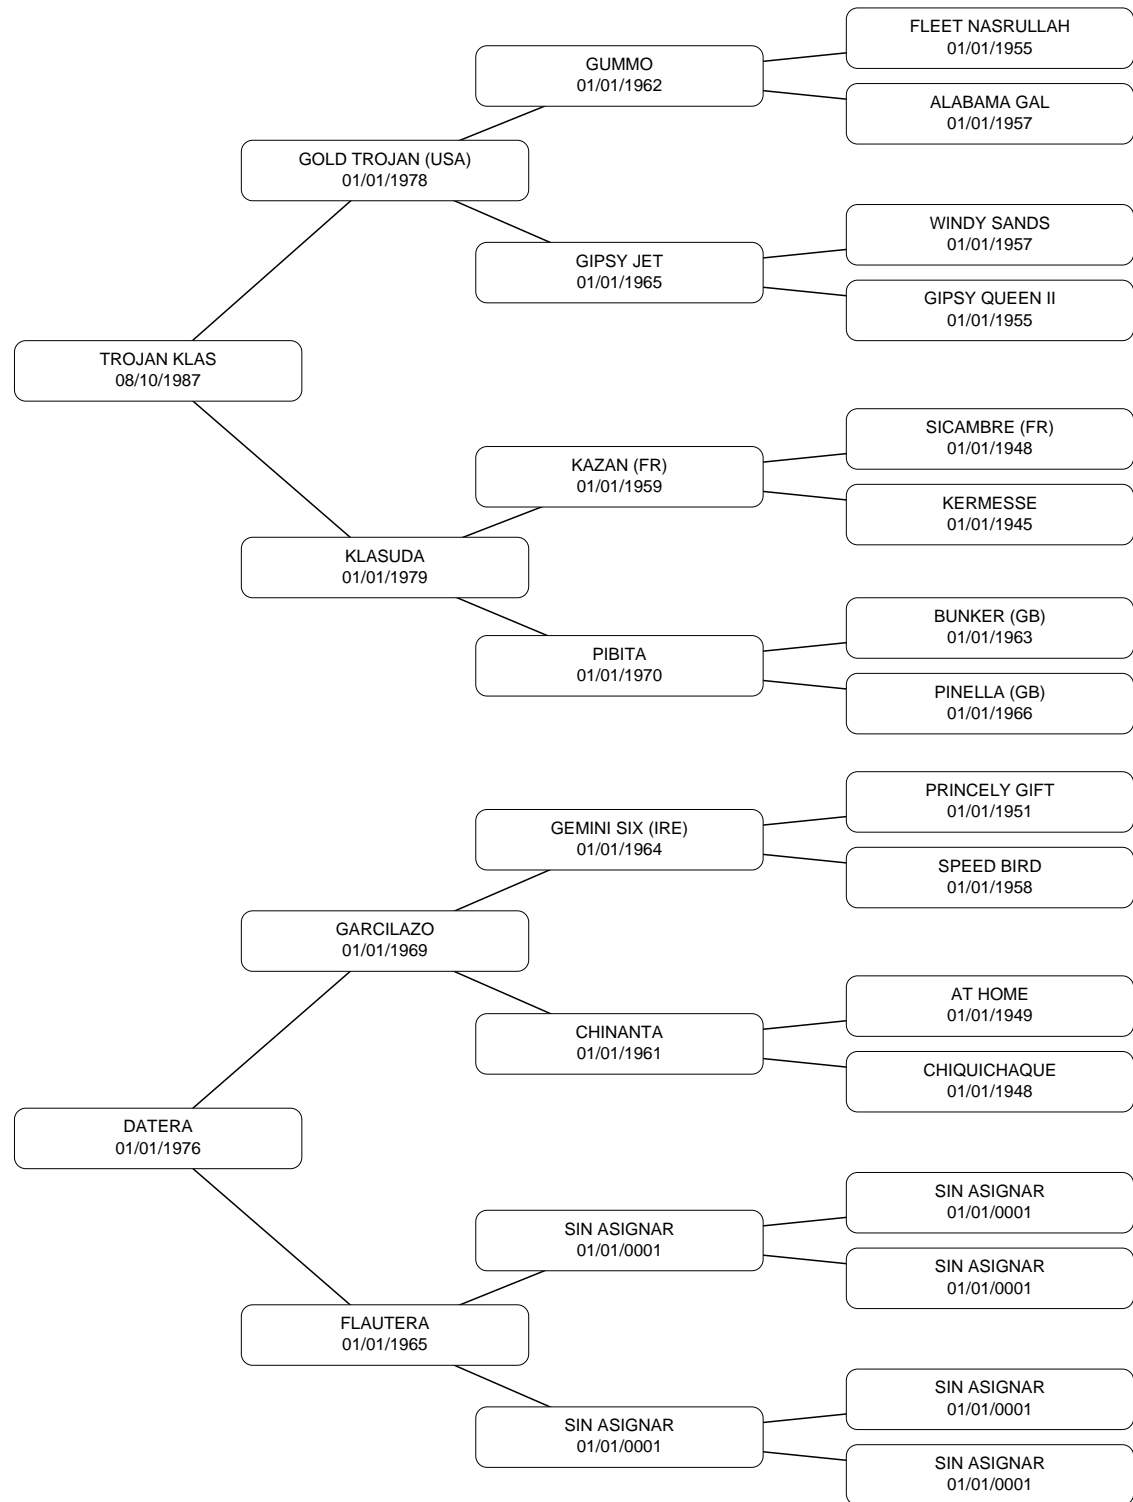 FLEET NASRULLAH
01/01/1955
GUMMO
01/01/1962
ALABAMA GAL
01/01/1957
GOLD TROJAN (USA)
01/01/1978
WINDY SANDS
01/01/1957
GIPSY JET
01/01/1965
GIPSY QUEEN II
01/01/1955
TROJAN KLAS
08/10/1987
SICAMBRE (FR)
01/01/1948
KAZAN (FR)
01/01/1959
KERMESSE
01/01/1945
KLASUDA
01/01/1979
BUNKER (GB)
01/01/1963
PIBITA
01/01/1970
PINELLA (GB)
01/01/1966
PRINCELY GIFT
01/01/1951
GEMINI SIX (IRE)
01/01/1964
SPEED BIRD
01/01/1958
GARCILAZO
01/01/1969
AT HOME
01/01/1949
CHINANTA
01/01/1961
CHIQUICHAQUE
01/01/1948
DATERA
01/01/1976
SIN ASIGNAR
01/01/0001
SIN ASIGNAR
01/01/0001
SIN ASIGNAR
01/01/0001
FLAUTERA
01/01/1965
SIN ASIGNAR
01/01/0001
SIN ASIGNAR
01/01/0001
SIN ASIGNAR
01/01/0001